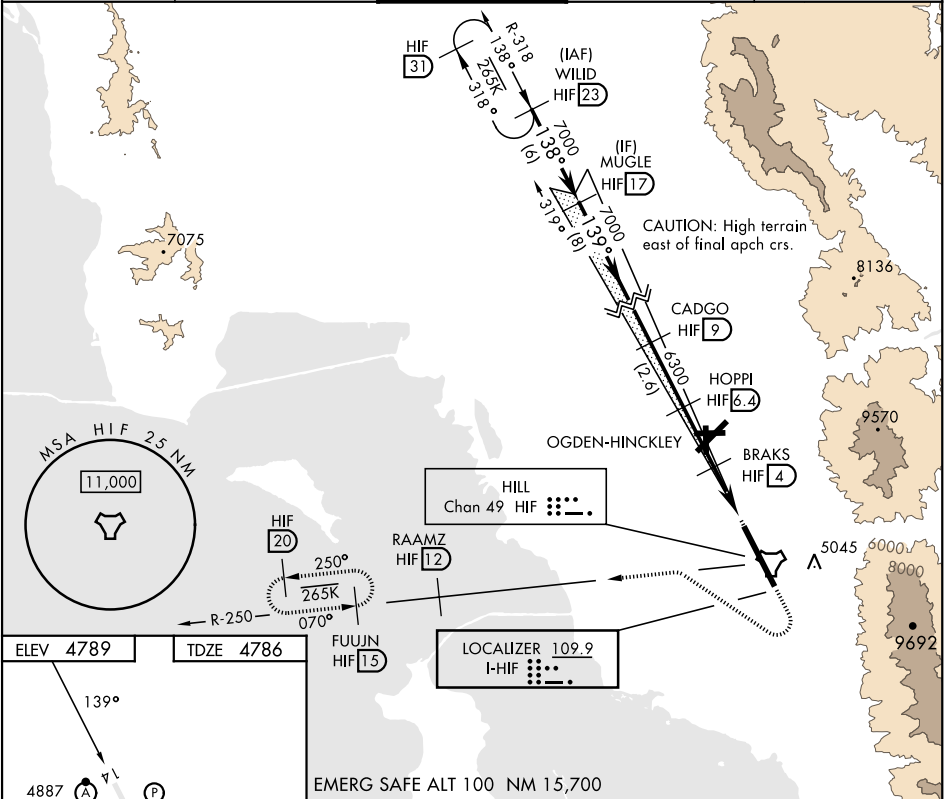 R-318
HIF
31
138°
265K
318°
(IAF)
WILID
HIF 23
7000
138°
(6)
(IF)
MUGLE
HIF 17
319°
(8)
7000
139°
CAUTION: High terrain
east of final apch crs.
7075
8136
CADGO
HIF 9
6300
(2.6)
HOPPI
HIF 6.4
9570
OGDEN-HINCKLEY
BRAKS
HIF 4
MSA HIF 25 NM
11,000
HILL
Chan 49 HIF
HIF
20
RAAMZ
HIF 12
5045
6000
8000
250°
265K
070°
R-250
FUUJN
HIF 15
9692
LOCALIZER 109.9
I-HIF
ELEV 4789
TDZE 4786
139°
14
4887
A
P
EMERG SAFE ALT 100 NM 15,700